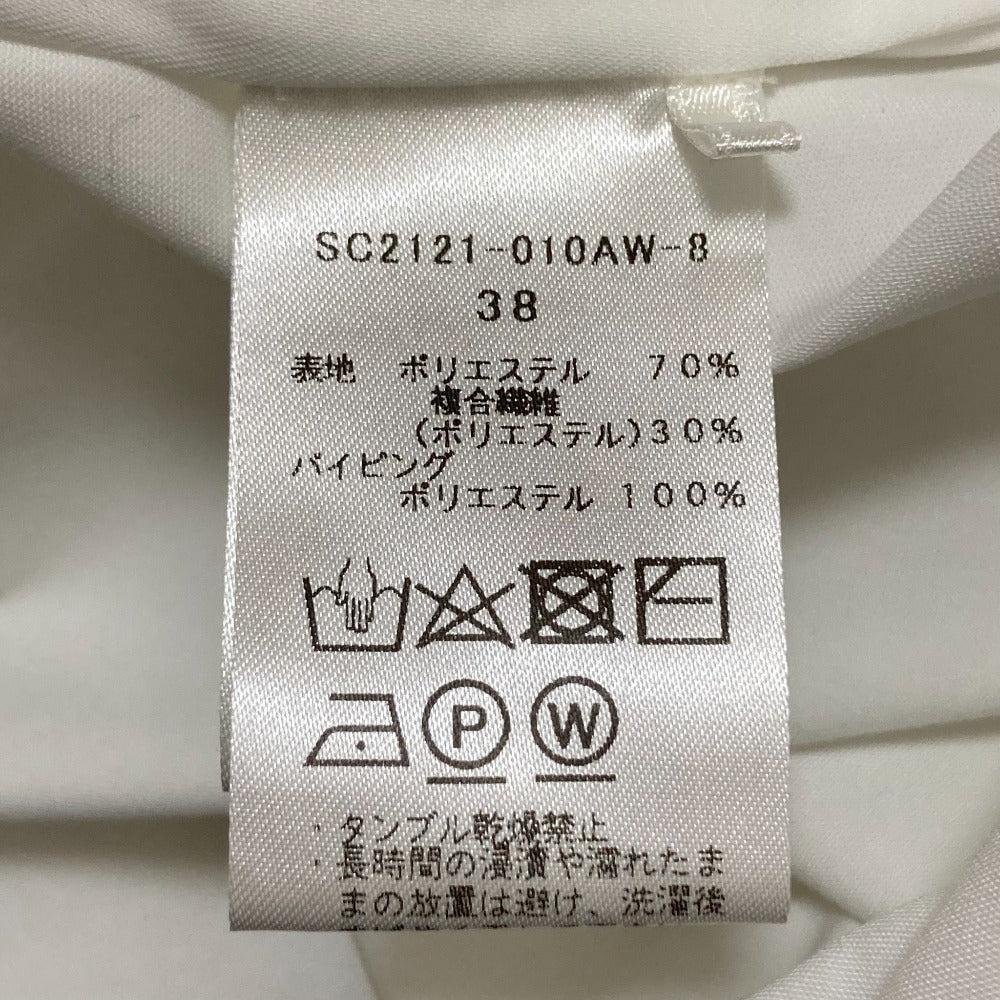 SC2121-010AW-8
38
表地 ポリエステル 70%
複合繊維
(ポリエステル)30%
パイピング
ポリエステル 100%
P W
・タンブル乾燥禁止
・長時間の浸漬や濡れたま
まの放置は避け、洗濯後